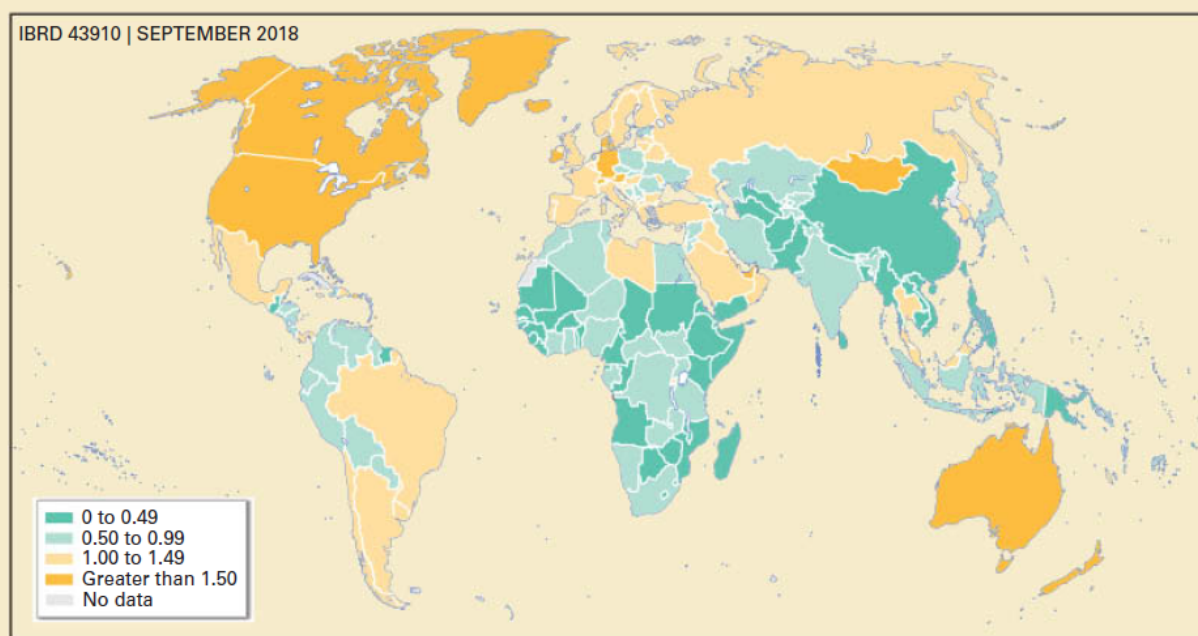 IBRD 43910 | SEPTEMBER 2018
0 to 0.49
0.50 to 0.99
1.00 to 1.49
Greater than 1.50
No data